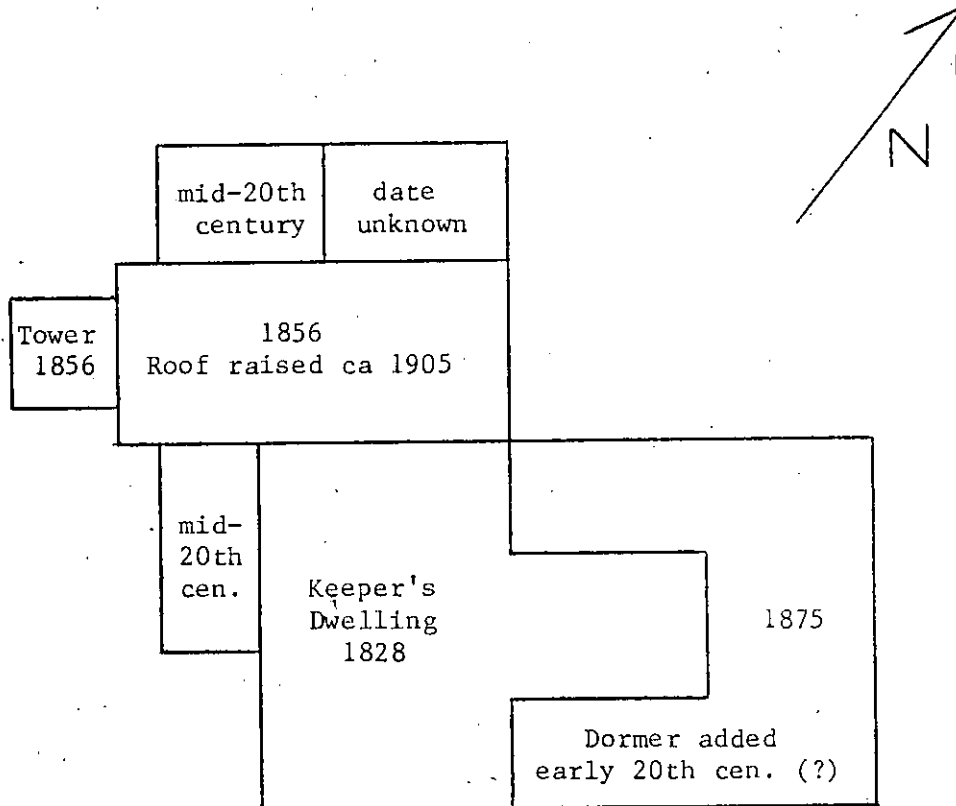 N
mid-20th
century
date
unknown
Tower
1856
1856
Roof raised ca 1905
mid-
20th
cen.
Keeper's
Dwelling
1828
1875
Dormer added
early 20th cen. (?)